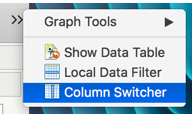 Graph Tools
Show Data Table
Local Data Filter
Column Switcher